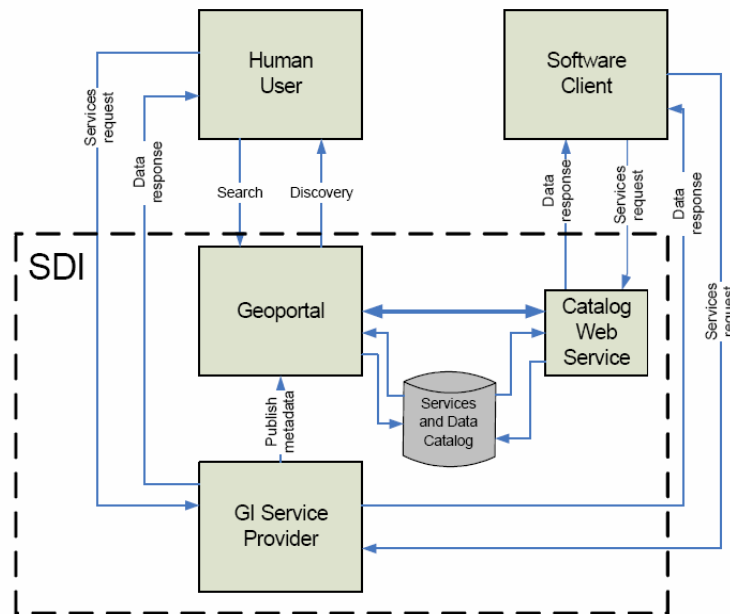 Human
User
Software
Client
Services
request
Data
response
Search
Discovery
Data
response
Services
request
Data
response
Services
request
SDI
Geoportal
Catalog
Web
Service
Services
and Data
Catalog
Publish
metadata
GI Service
Provider